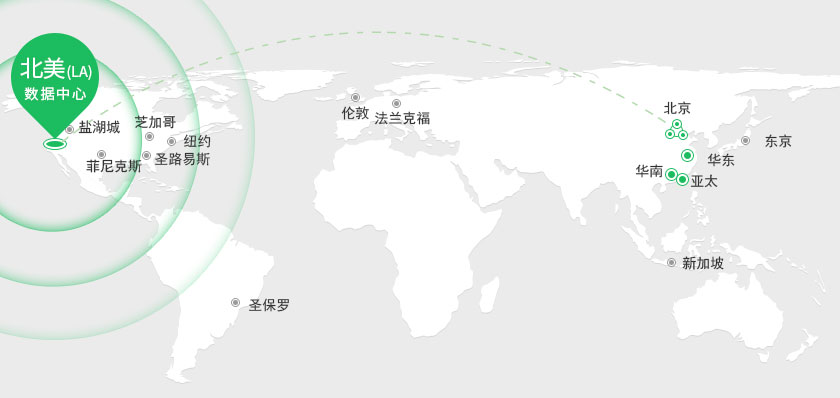 北美(LA)
数据中心
盐湖城
芝加哥
纽约
菲尼克斯
圣路易斯
伦敦
法兰克福
北京
东京
华东
华南
亚太
新加坡
圣保罗